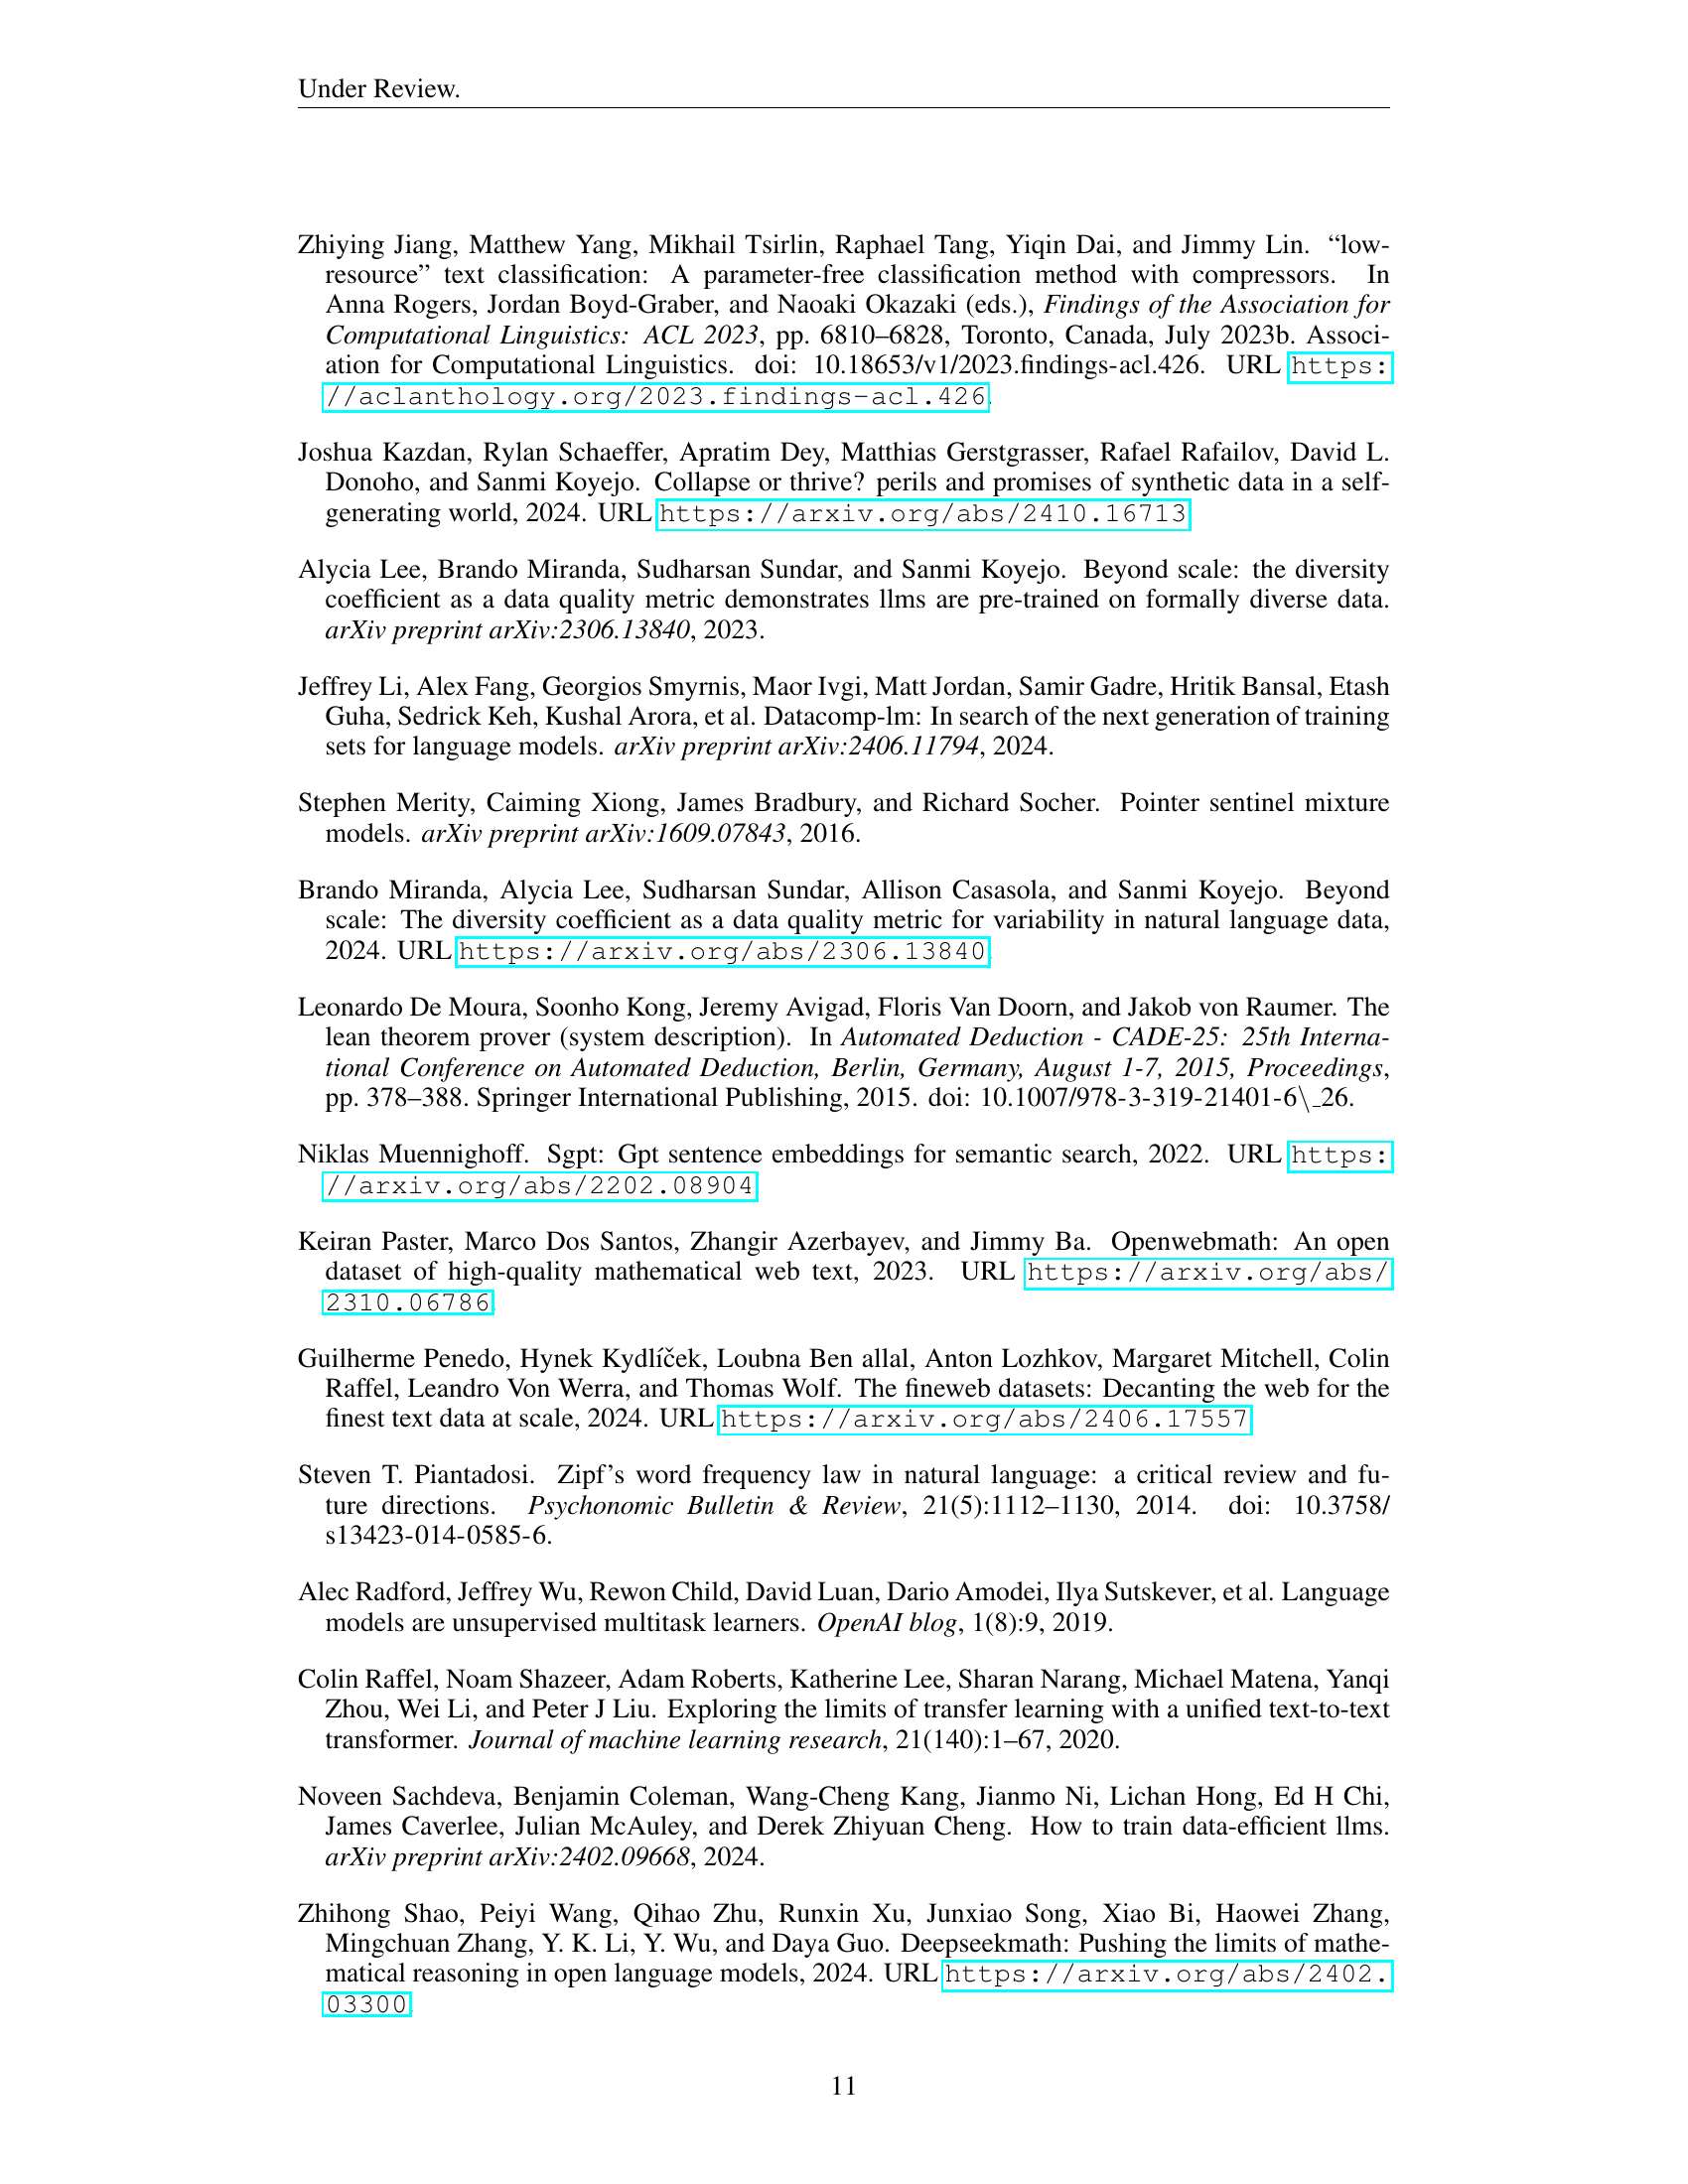 Under Review.
Zhiying Jiang, Matthew Yang, Mikhail Tsirlin, Raphael Tang, Yiqin Dai, and Jimmy Lin. “low-
resource” text classification: A parameter-free classification method with compressors. In
Anna Rogers, Jordan Boyd-Graber, and Naoaki Okazaki (eds.), Findings of the Association for
Computational Linguistics: ACL 2023, pp. 6810–6828, Toronto, Canada, July 2023b. Associ-
ation for Computational Linguistics. doi: 10.18653/v1/2023.findings-acl.426. URL https:
//aclanthology.org/2023.findings-acl.426.
Joshua Kazdan, Rylan Schaeffer, Apratim Dey, Matthias Gerstgrasser, Rafael Rafailov, David L.
Donoho, and Sanmi Koyejo. Collapse or thrive? perils and promises of synthetic data in a self-
generating world, 2024. URL https://arxiv.org/abs/2410.16713.
Alycia Lee, Brando Miranda, Sudharsan Sundar, and Sanmi Koyejo. Beyond scale: the diversity
coefficient as a data quality metric demonstrates llms are pre-trained on formally diverse data.
arXiv preprint arXiv:2306.13840, 2023.
Jeffrey Li, Alex Fang, Georgios Smyrnis, Maor Ivgi, Matt Jordan, Samir Gadre, Hritik Bansal, Etash
Guha, Sedrick Keh, Kushal Arora, et al. Datacomp-lm: In search of the next generation of training
sets for language models. arXiv preprint arXiv:2406.11794, 2024.
Stephen Merity, Caiming Xiong, James Bradbury, and Richard Socher. Pointer sentinel mixture
models. arXiv preprint arXiv:1609.07843, 2016.
Brando Miranda, Alycia Lee, Sudharsan Sundar, Allison Casasola, and Sanmi Koyejo. Beyond
scale: The diversity coefficient as a data quality metric for variability in natural language data,
2024. URL https://arxiv.org/abs/2306.13840.
Leonardo De Moura, Soonho Kong, Jeremy Avigad, Floris Van Doorn, and Jakob von Raumer. The
lean theorem prover (system description). In Automated Deduction - CADE-25: 25th Interna-
tional Conference on Automated Deduction, Berlin, Germany, August 1-7, 2015, Proceedings,
pp. 378–388. Springer International Publishing, 2015. doi: 10.1007/978-3-319-21401-6\_26.
Niklas Muennighoff. Sgpt: Gpt sentence embeddings for semantic search, 2022. URL https:
//arxiv.org/abs/2202.08904.
Keiran Paster, Marco Dos Santos, Zhangir Azerbayev, and Jimmy Ba. Openwebmath: An open
dataset of high-quality mathematical web text, 2023. URL https://arxiv.org/abs/
2310.06786.
Guilherme Penedo, Hynek Kydlíček, Loubna Ben allal, Anton Lozhkov, Margaret Mitchell, Colin
Raffel, Leandro Von Werra, and Thomas Wolf. The fineweb datasets: Decanting the web for the
finest text data at scale, 2024. URL https://arxiv.org/abs/2406.17557.
Steven T. Piantadosi. Zipf’s word frequency law in natural language: a critical review and fu-
ture directions. Psychonomic Bulletin & Review, 21(5):1112–1130, 2014. doi: 10.3758/
s13423-014-0585-6.
Alec Radford, Jeffrey Wu, Rewon Child, David Luan, Dario Amodei, Ilya Sutskever, et al. Language
models are unsupervised multitask learners. OpenAI blog, 1(8):9, 2019.
Colin Raffel, Noam Shazeer, Adam Roberts, Katherine Lee, Sharan Narang, Michael Matena, Yanqi
Zhou, Wei Li, and Peter J Liu. Exploring the limits of transfer learning with a unified text-to-text
transformer. Journal of machine learning research, 21(140):1–67, 2020.
Noveen Sachdeva, Benjamin Coleman, Wang-Cheng Kang, Jianmo Ni, Lichan Hong, Ed H Chi,
James Caverlee, Julian McAuley, and Derek Zhiyuan Cheng. How to train data-efficient llms.
arXiv preprint arXiv:2402.09668, 2024.
Zhihong Shao, Peiyi Wang, Qihao Zhu, Runxin Xu, Junxiao Song, Xiao Bi, Haowei Zhang,
Mingchuan Zhang, Y. K. Li, Y. Wu, and Daya Guo. Deepseekmath: Pushing the limits of mathe-
matical reasoning in open language models, 2024. URL https://arxiv.org/abs/2402.
03300.
11